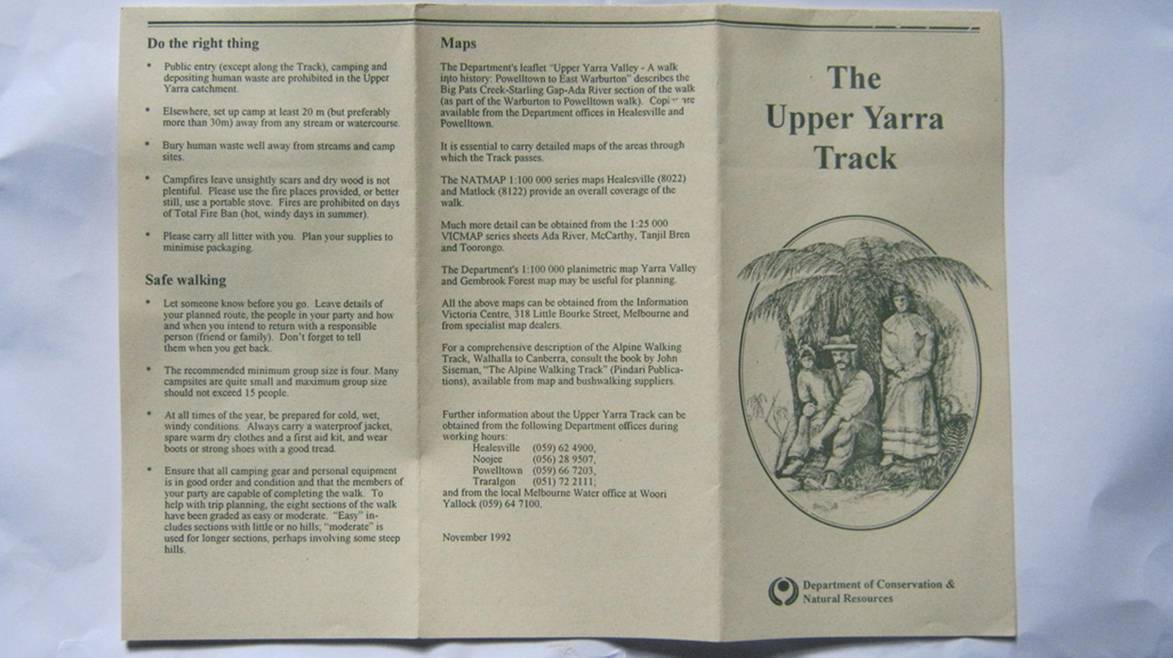 Do the right thing
• Public entry (except along the Track), camping and
depositing human waste are prohibited in the Upper
Yarra catchment.
• Elsewhere, set up camp at least 20 m (but preferably
more than 30m) away from any stream or watercourse.
• Bury human waste well away from streams and camp
sites.
• Campfires leave unsightly scars and dry wood is not
plentiful. Please use the fire places provided, or better
still, use a portable stove. Fires are prohibited on days
of Total Fire Ban (hot, windy days in summer).
• Please carry all litter with you. Plan your supplies to
minimise packaging.
Safe walking
• Let someone know before you go. Leave details of
your planned route, the people in your party and how
and when you intend to return with a responsible
person (friend or family). Don't forget to tell
them when you get back.
• The recommended minimum group size is four. Many
campsites are quite small and maximum group size
should not exceed 15 people.
• At all times of the year, be prepared for cold, wet,
windy conditions. Always carry a waterproof jacket,
spare warm dry clothes and a first aid kit, and wear
boots or strong shoes with a good tread.
• Ensure that all camping gear and personal equipment
is in good order and condition and that the members of
your party are capable of completing the walk. To
help with trip planning, the eight sections of the walk
have been graded as easy or moderate. "Easy" in-
cludes sections with little or no hills; "moderate" is
used for longer sections, perhaps involving some steep
hills.
Maps
The Department's leaflet "Upper Yarra Valley - A walk
into history: Powelltown to East Warburton" describes the
Big Pats Creek-Starling Gap-Ada River section of the walk
(as part of the Warburton to Powelltown walk). Copies are
available from the Department offices in Healesville and
Powelltown.
It is essential to carry detailed maps of the areas through
which the Track passes.
The NATMAP 1:100 000 series maps Healesville (8022)
and Matlock (8122) provide an overall coverage of the
walk.
Much more detail can be obtained from the 1:25 000
VICMAP series sheets Ada River, McCarthy, Tanjil Bren
and Toorongo.
The Department's 1:100 000 planimetric map Yarra Valley
and Gembrook Forest map may be useful for planning.
All the above maps can be obtained from the Information
Victoria Centre, 318 Little Bourke Street, Melbourne and
from specialist map dealers.
For a comprehensive description of the Alpine Walking
Track, Walhalla to Canberra, consult the book by John
Siseman, "The Alpine Walking Track" (Pindari Publica-
tions), available from map and bushwalking suppliers.
Further information about the Upper Yarra Track can be
obtained from the following Department offices during
working hours:
Healesville (059) 62 4900,
Noojee (056) 28 9507,
Powelltown (059) 66 7203,
Traralgon (051) 72 2111;
and from the local Melbourne Water office at Woori
Yallock (059) 64 7100.
November 1992
The
Upper Yarra
Track
Department of Conservation &
Natural Resources